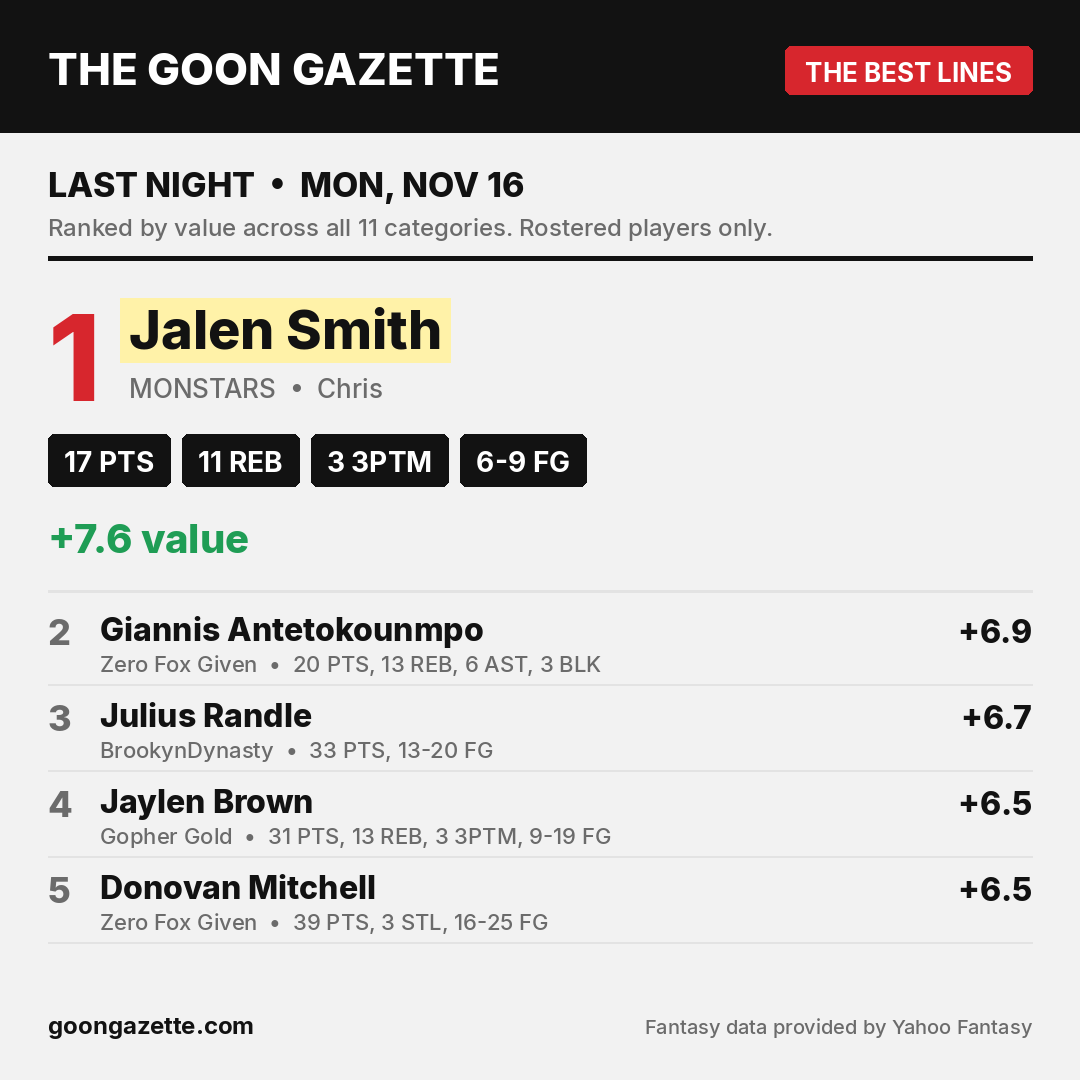 THE GOON GAZETTE
THE BEST LINES
LAST NIGHT • MON, NOV 16
Ranked by value across all 11 categories. Rostered players only.
1
Jalen Smith
MONSTARS • Chris
17 PTS
11 REB
3 3PTM
6-9 FG
+7.6 value
2 Giannis Antetokounmpo +6.9
Zero Fox Given • 20 PTS, 13 REB, 6 AST, 3 BLK
3 Julius Randle +6.7
BrookynDynasty • 33 PTS, 13-20 FG
4 Jaylen Brown +6.5
Gopher Gold • 31 PTS, 13 REB, 3 3PTM, 9-19 FG
5 Donovan Mitchell +6.5
Zero Fox Given • 39 PTS, 3 STL, 16-25 FG
goongazette.com
Fantasy data provided by Yahoo Fantasy